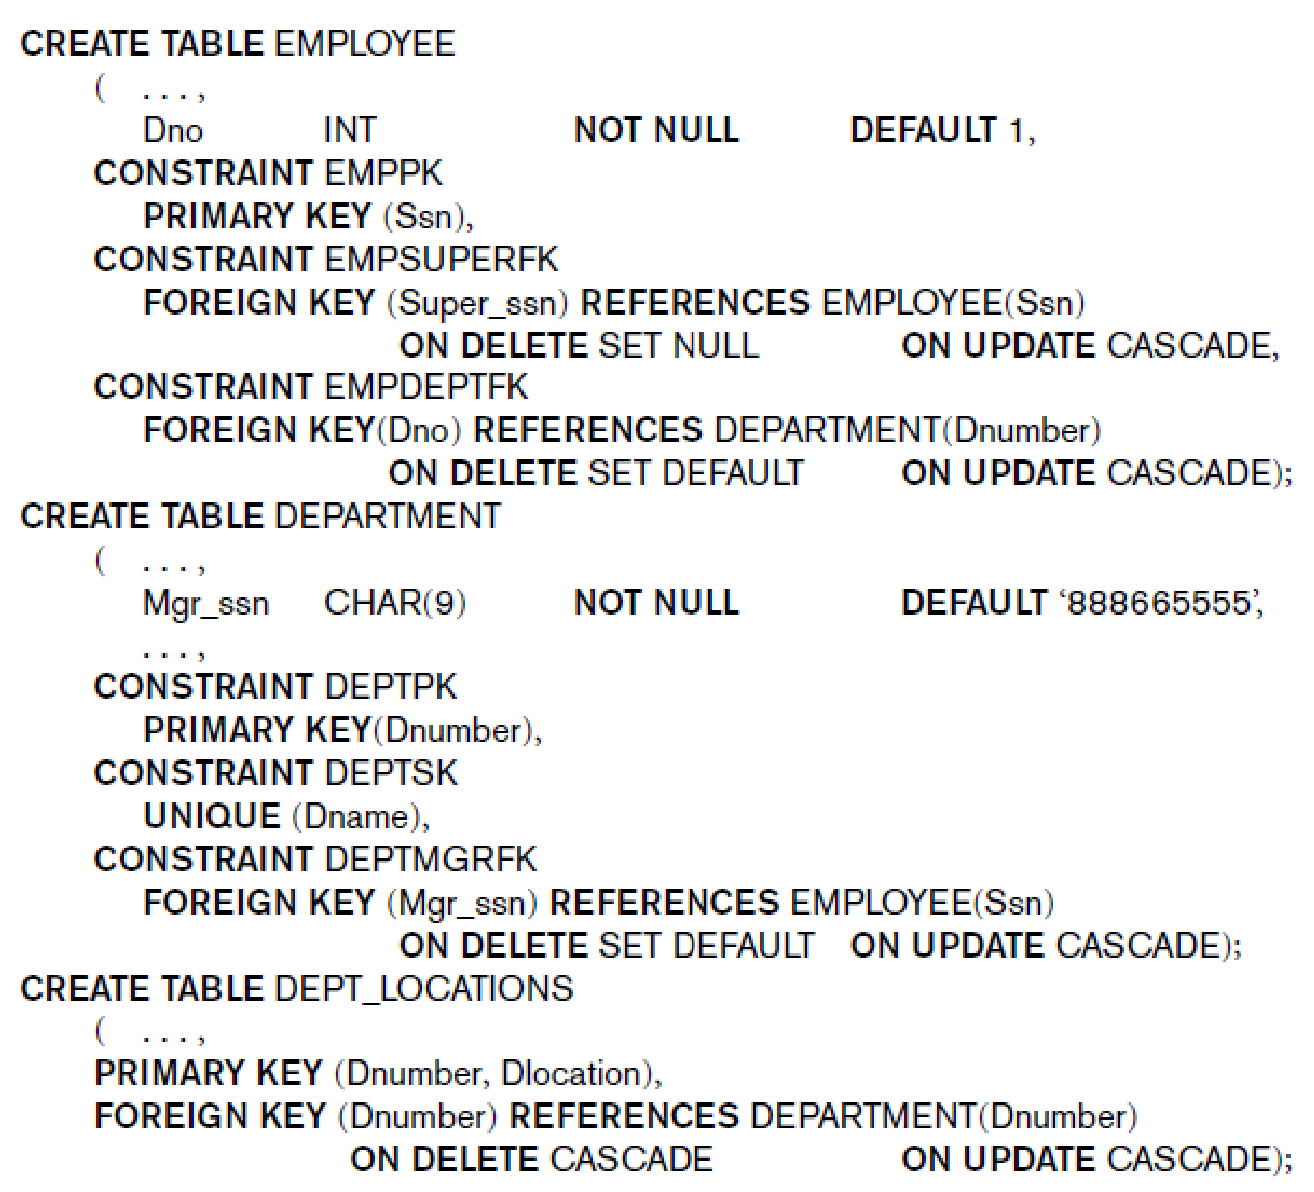 CREATE TABLE EMPLOYEE
( . . . ,
Dno INT NOT NULL DEFAULT 1,
CONSTRAINT EMPPK
PRIMARY KEY (Ssn),
CONSTRAINT EMPSUPERFK
FOREIGN KEY (Super_ssn) REFERENCES EMPLOYEE(Ssn)
ON DELETE SET NULL ON UPDATE CASCADE,
CONSTRAINT EMPDEPTFK
FOREIGN KEY(Dno) REFERENCES DEPARTMENT(Dnumber)
ON DELETE SET DEFAULT ON UPDATE CASCADE);
CREATE TABLE DEPARTMENT
( . . . ,
Mgr_ssn CHAR(9) NOT NULL DEFAULT ‘888665555’,
. . . ,
CONSTRAINT DEPTPK
PRIMARY KEY(Dnumber),
CONSTRAINT DEPTSK
UNIQUE (Dname),
CONSTRAINT DEPTMGRFK
FOREIGN KEY (Mgr_ssn) REFERENCES EMPLOYEE(Ssn)
ON DELETE SET DEFAULT ON UPDATE CASCADE);
CREATE TABLE DEPT_LOCATIONS
( . . . ,
PRIMARY KEY (Dnumber, Dlocation),
FOREIGN KEY (Dnumber) REFERENCES DEPARTMENT(Dnumber)
ON DELETE CASCADE ON UPDATE CASCADE);